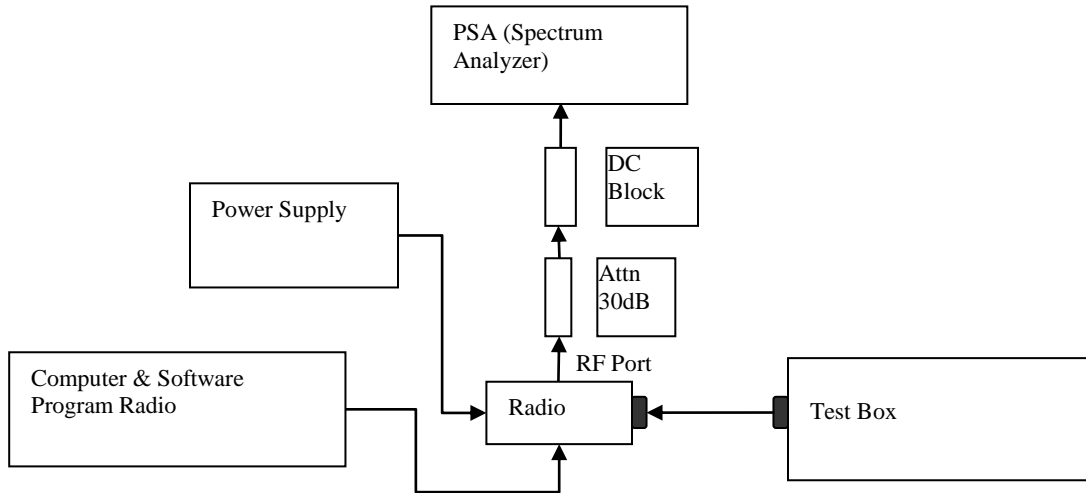 PSA (Spectrum
Analyzer)
DC
Block
Power Supply
Attn
30dB
RF Port
Computer & Software
Program Radio
Radio
Test Box